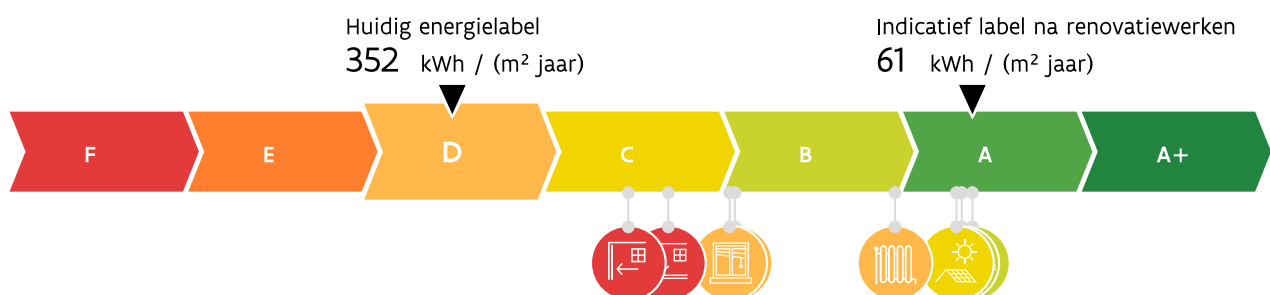 Huidig energielabel
352 kWh / (m² jaar)
Indicatief label na renovatiewerken
61 kWh / (m² jaar)
F E D C B A A+